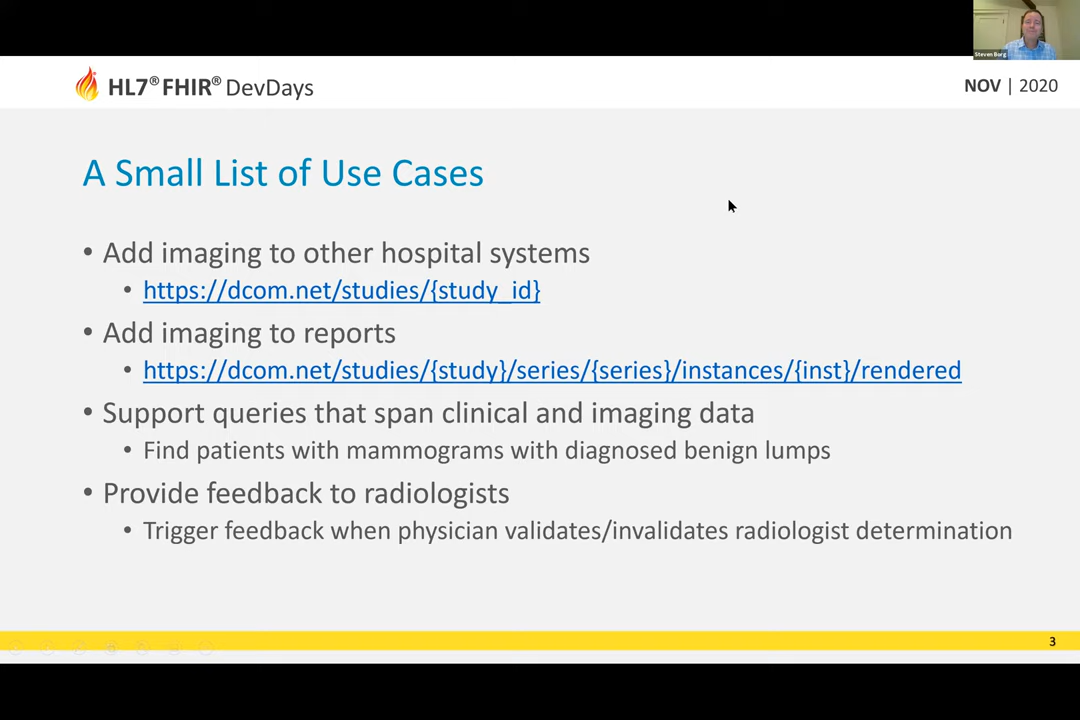 Steven Borg
HL7® FHIR® DevDays
NOV | 2020
A Small List of Use Cases
• Add imaging to other hospital systems
• https://dcom.net/studies/{study_id}
• Add imaging to reports
• https://dcom.net/studies/{study}/series/{series}/instances/{inst}/rendered
• Support queries that span clinical and imaging data
• Find patients with mammograms with diagnosed benign lumps
• Provide feedback to radiologists
• Trigger feedback when physician validates/invalidates radiologist determination
3